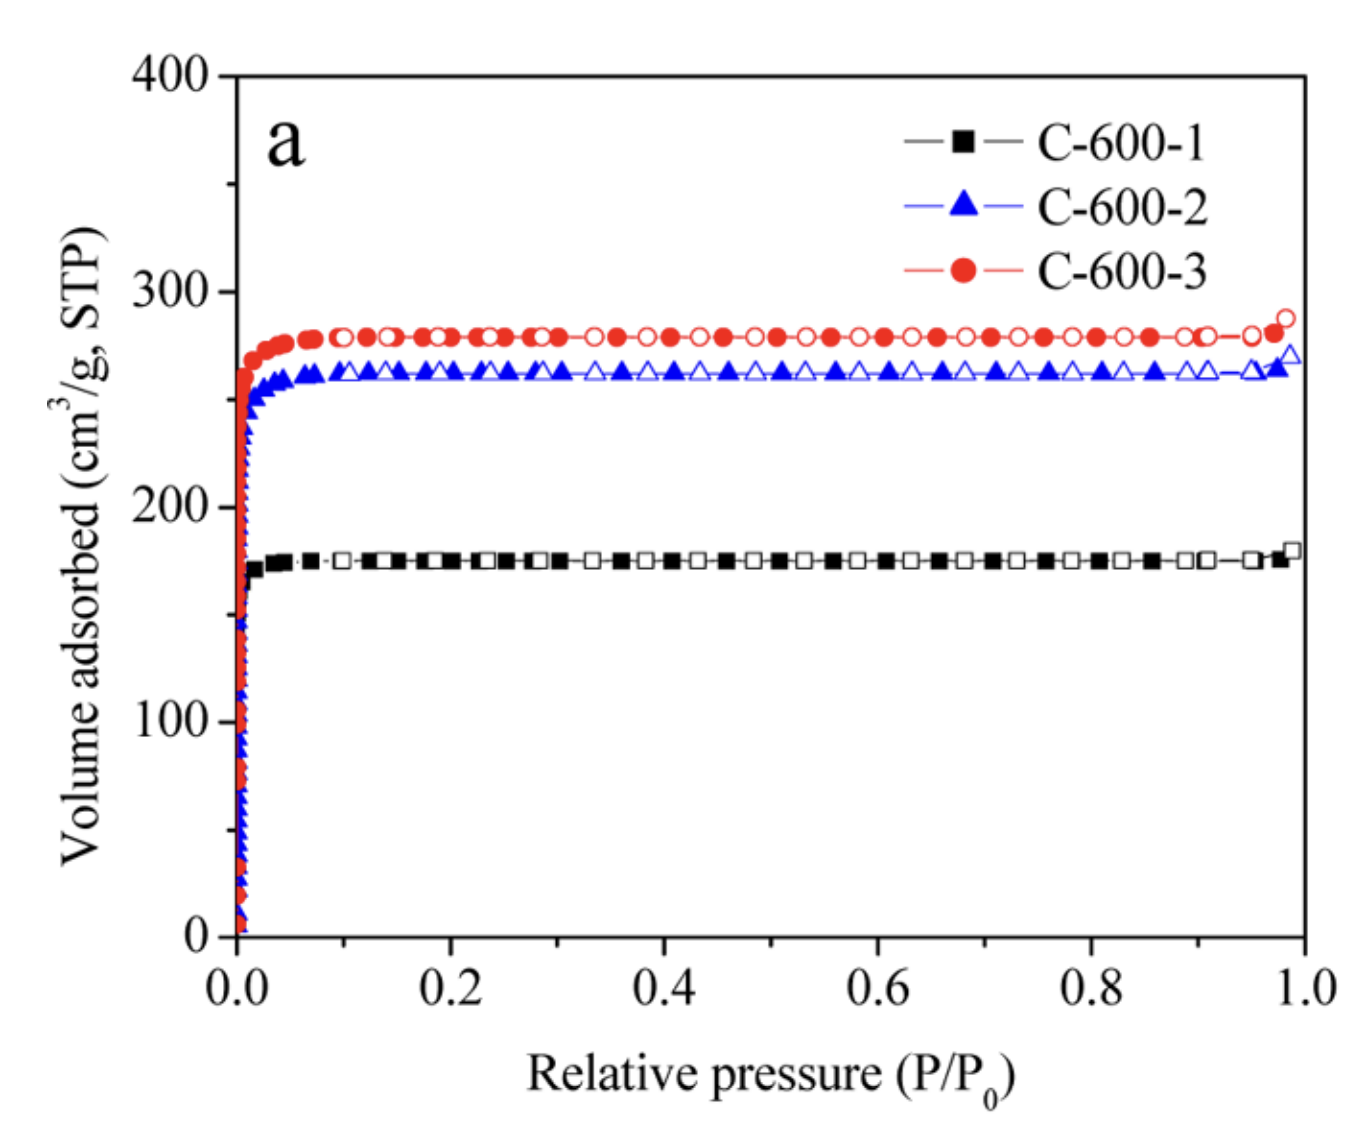 a
C-600-1
C-600-2
C-600-3
400
300
200
100
0
Volume adsorbed (cm³/g, STP)
0.0 0.2 0.4 0.6 0.8 1.0
Relative pressure (P/P₀)